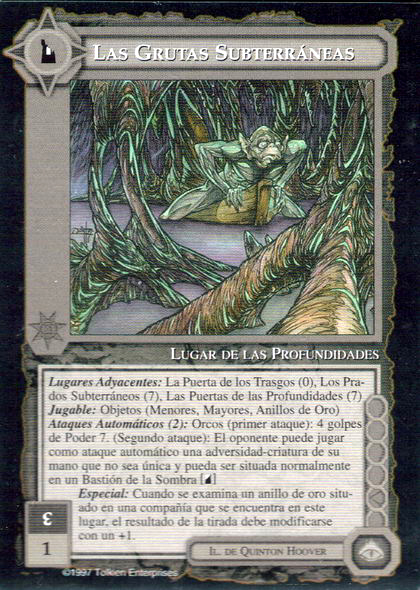 LAS GRUTAS SUBTERRÁNEAS
LUGAR DE LAS PROFUNDIDADES
Lugares Adyacentes: La Puerta de los Trasgos (0), Los Pra-
dos Subterráneos (7), Las Puertas de las Profundidades (7)
Jugable: Objetos (Menores, Mayores, Anillos de Oro)
Ataques Automáticos (2): Orcos (primer ataque): 4 golpes
de Poder 7. (Segundo ataque): El oponente puede jugar
como ataque automático una adversidad-criatura de su
mano que no sea única y pueda ser situada normalmente
en un Bastión de la Sombra []
Especial: Cuando se examina un anillo de oro situ-
ado en una compañía que se encuentra en este
lugar, el resultado de la tirada debe modificarse
con un +1.
ε
1
IL. DE QUINTON HOOVER
©1997 Tolkien Enterprises